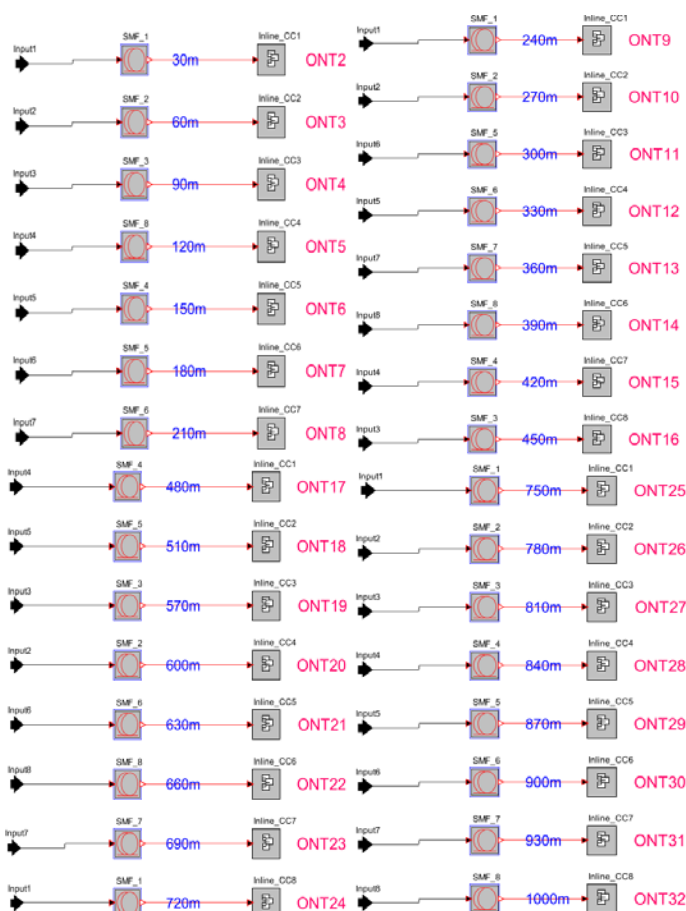 Input1 SMF_1 30m Inline_CC1 ONT2
Input2 SMF_2 60m Inline_CC2 ONT3
Input3 SMF_3 90m Inline_CC3 ONT4
Input4 SMF_8 120m Inline_CC4 ONT5
Input5 SMF_4 150m Inline_CC5 ONT6
Input6 SMF_5 180m Inline_CC6 ONT7
Input7 SMF_6 210m Inline_CC7 ONT8
Input1 SMF_1 240m Inline_CC1 ONT9
Input2 SMF_2 270m Inline_CC2 ONT10
Input6 SMF_5 300m Inline_CC3 ONT11
Input5 SMF_6 330m Inline_CC4 ONT12
Input7 SMF_7 360m Inline_CC5 ONT13
Input8 SMF_8 390m Inline_CC6 ONT14
Input4 SMF_4 420m Inline_CC7 ONT15
Input3 SMF_3 450m Inline_CC8 ONT16
Input4 SMF_4 480m Inline_CC1 ONT17
Input5 SMF_5 510m Inline_CC2 ONT18
Input3 SMF_3 570m Inline_CC3 ONT19
Input2 SMF_2 600m Inline_CC4 ONT20
Input6 SMF_6 630m Inline_CC5 ONT21
Input8 SMF_8 660m Inline_CC6 ONT22
Input7 SMF_7 690m Inline_CC7 ONT23
Input1 SMF_1 720m Inline_CC8 ONT24
Input1 SMF_1 750m Inline_CC1 ONT25
Input2 SMF_2 780m Inline_CC2 ONT26
Input3 SMF_3 810m Inline_CC3 ONT27
Input4 SMF_4 840m Inline_CC4 ONT28
Input5 SMF_5 870m Inline_CC5 ONT29
Input6 SMF_6 900m Inline_CC6 ONT30
Input7 SMF_7 930m Inline_CC7 ONT31
Input8 SMF_8 1000m Inline_CC8 ONT32